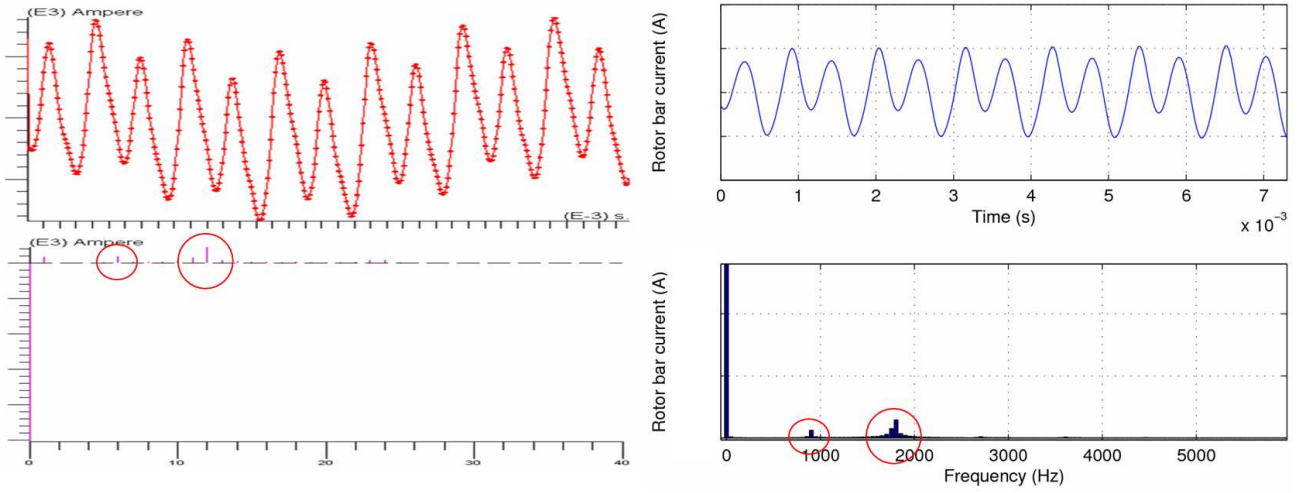 (E3) Ampere
(E-3) s.
(E3) Ampere
0 10 20 30 40
Rotor bar current (A)
0 1 2 3 4 5 6 7
Time (s)
x 10⁻³
Rotor bar current (A)
0 1000 2000 3000 4000 5000
Frequency (Hz)